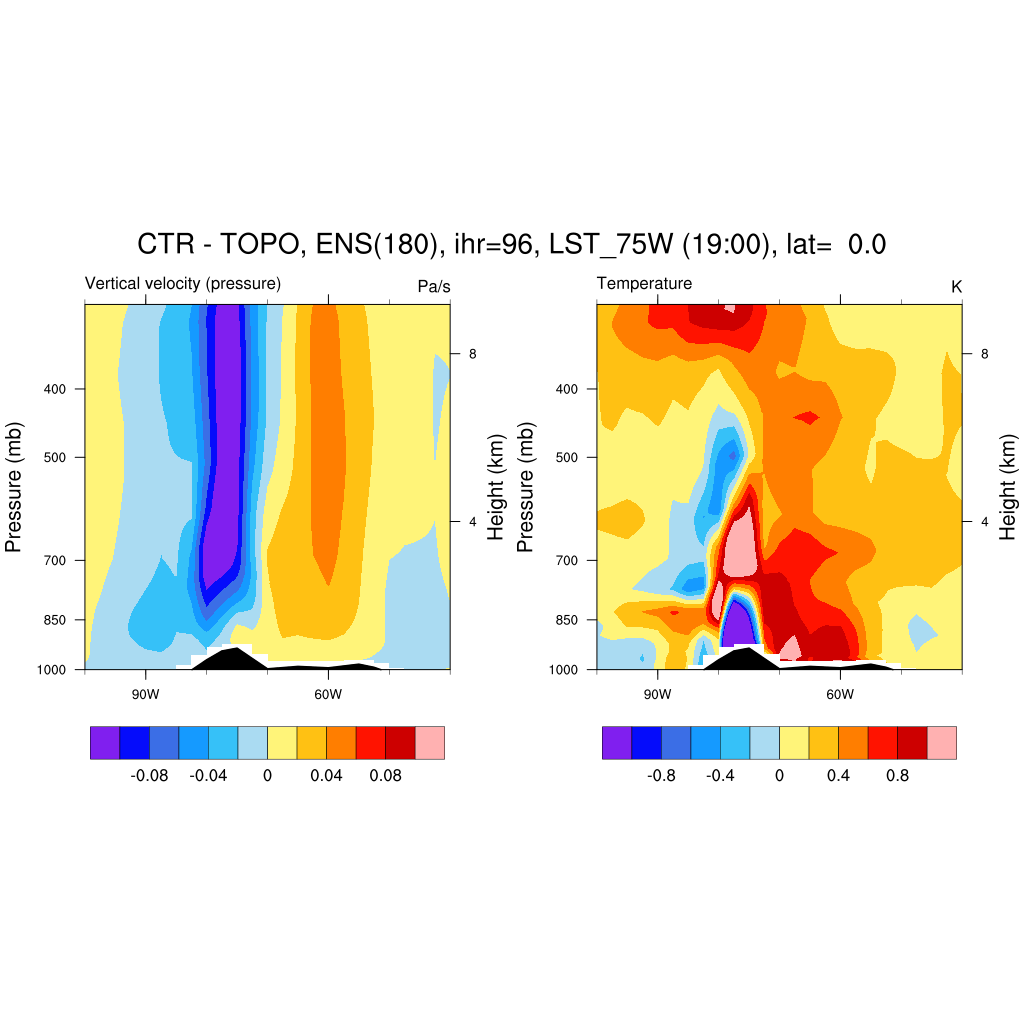 CTR - TOPO, ENS(180), ihr=96, LST_75W (19:00), lat=  0.0
Vertical velocity (pressure)
Pa/s
Pressure (mb)
400
500
700
850
1000
8
4
Height (km)
90W
60W
-0.08
-0.04
0
0.04
0.08
Temperature
K
Pressure (mb)
400
500
700
850
1000
8
4
Height (km)
90W
60W
-0.8
-0.4
0
0.4
0.8